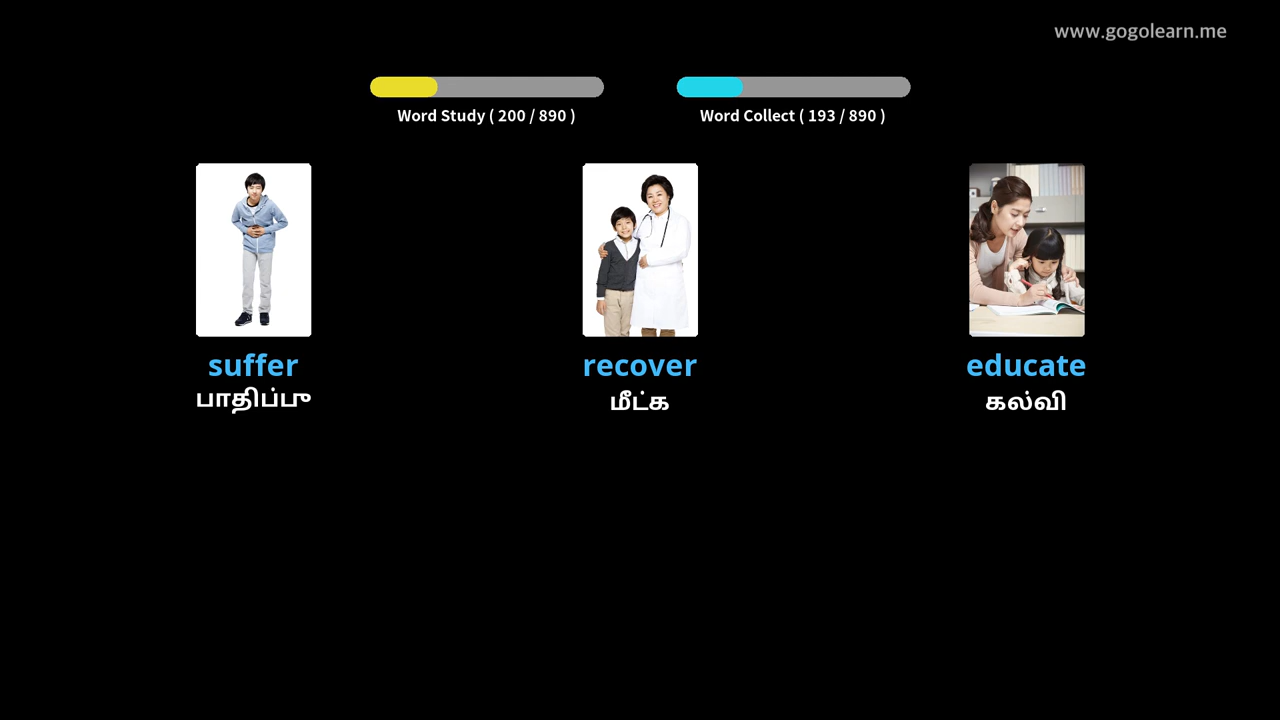 www.gogolearn.me
Word Study ( 200 / 890 )
Word Collect ( 193 / 890 )
suffer
பாதிப்பு
recover
மீட்க
educate
கல்வி